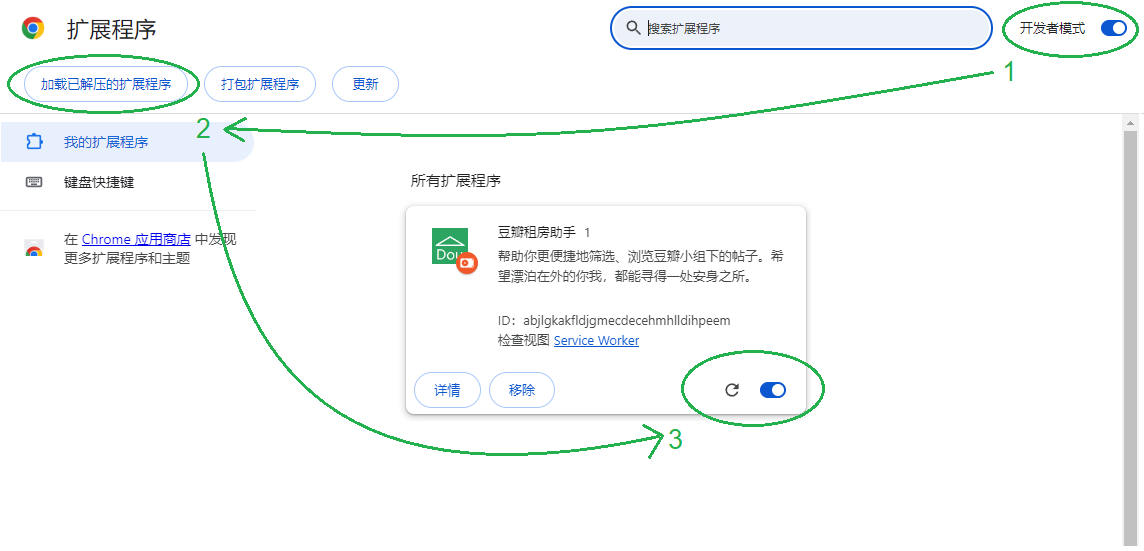 扩展程序
搜索扩展程序
开发者模式
加载已解压的扩展程序
打包扩展程序
更新
1
2
我的扩展程序
键盘快捷键
在 Chrome 应用商店 中发现
更多扩展程序和主题
所有扩展程序
Dou
豆瓣租房助手 1
帮助你更便捷地筛选、浏览豆瓣小组下的帖子。希
望漂泊在外的你我，都能寻得一处安身之所。
ID：abjlgkakfldjgmecdecehmhlldihpeem
检查视图 Service Worker
详情
移除
3